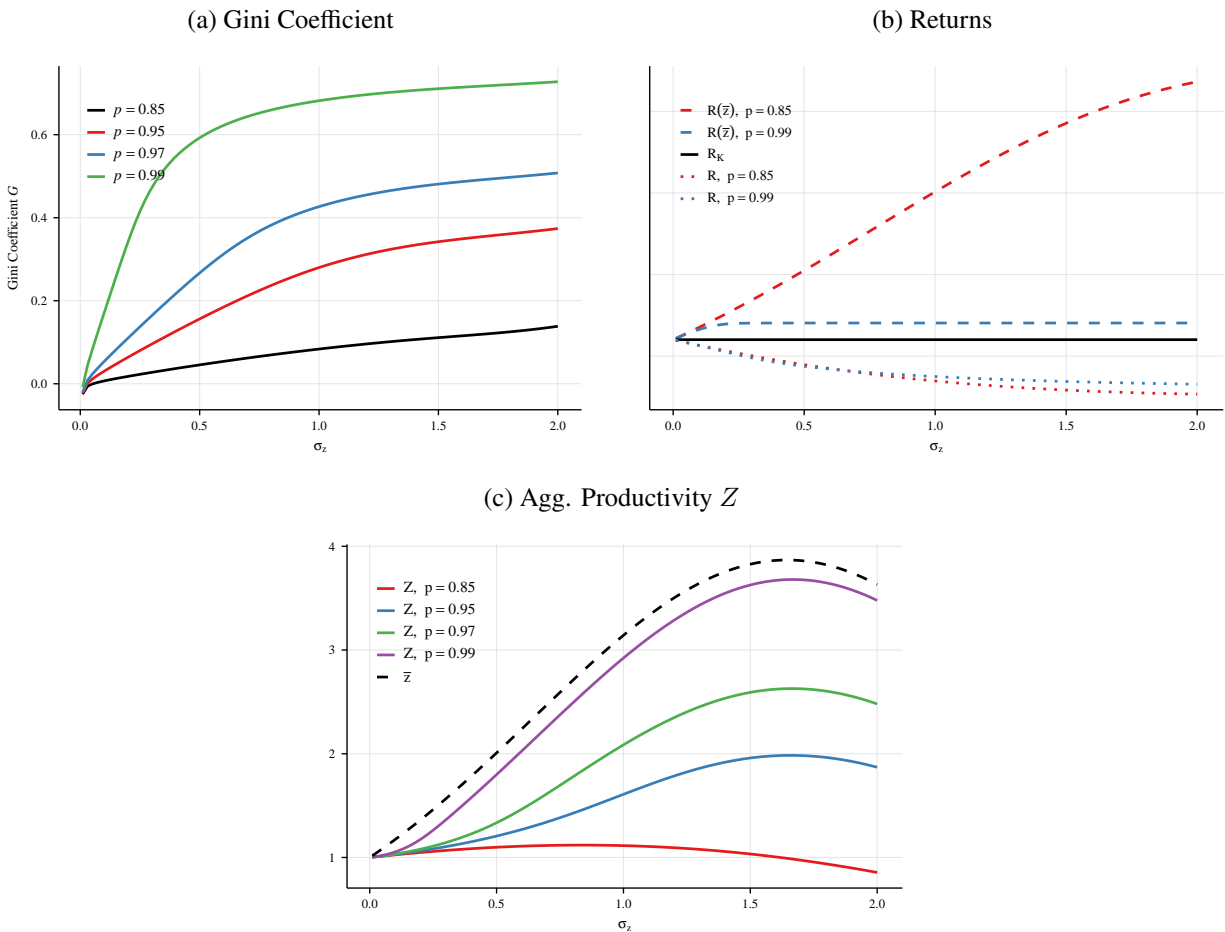 (a) Gini Coefficient
Gini Coefficient G
0.6
0.4
0.2
0.0
p = 0.85
p = 0.95
p = 0.97
p = 0.99
0.0 0.5 1.0 1.5 2.0
σz
(b) Returns
R(z̄), p = 0.85
R(z̄), p = 0.99
RK
R, p = 0.85
R, p = 0.99
0.0 0.5 1.0 1.5 2.0
σz
(c) Agg. Productivity Z
4
3
2
1
Z, p = 0.85
Z, p = 0.95
Z, p = 0.97
Z, p = 0.99
z̄
0.0 0.5 1.0 1.5 2.0
σz